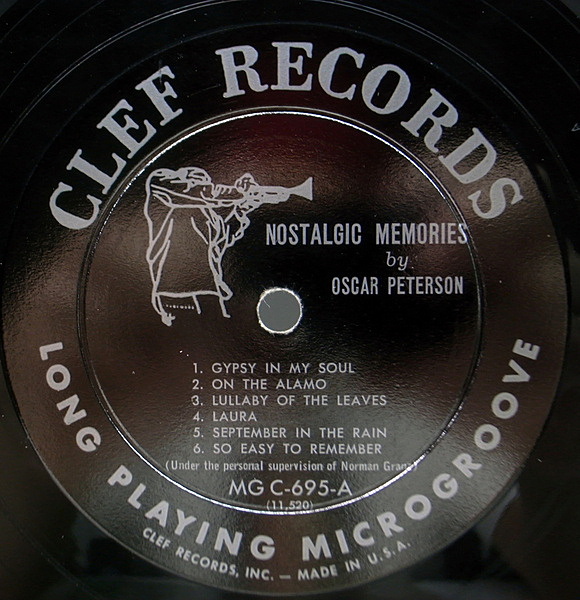 CLEF RECORDS
NOSTALGIC MEMORIES
by
OSCAR PETERSON
1. GYPSY IN MY SOUL
2. ON THE ALAMO
3. LULLABY OF THE LEAVES
4. LAURA
5. SEPTEMBER IN THE RAIN
6. SO EASY TO REMEMBER
(Under the personal supervision of Norman Granz)
MG C-695-A
(11,520)
LONG PLAYING MICROGROOVE
CLEF RECORDS, INC. — MADE IN U.S.A.